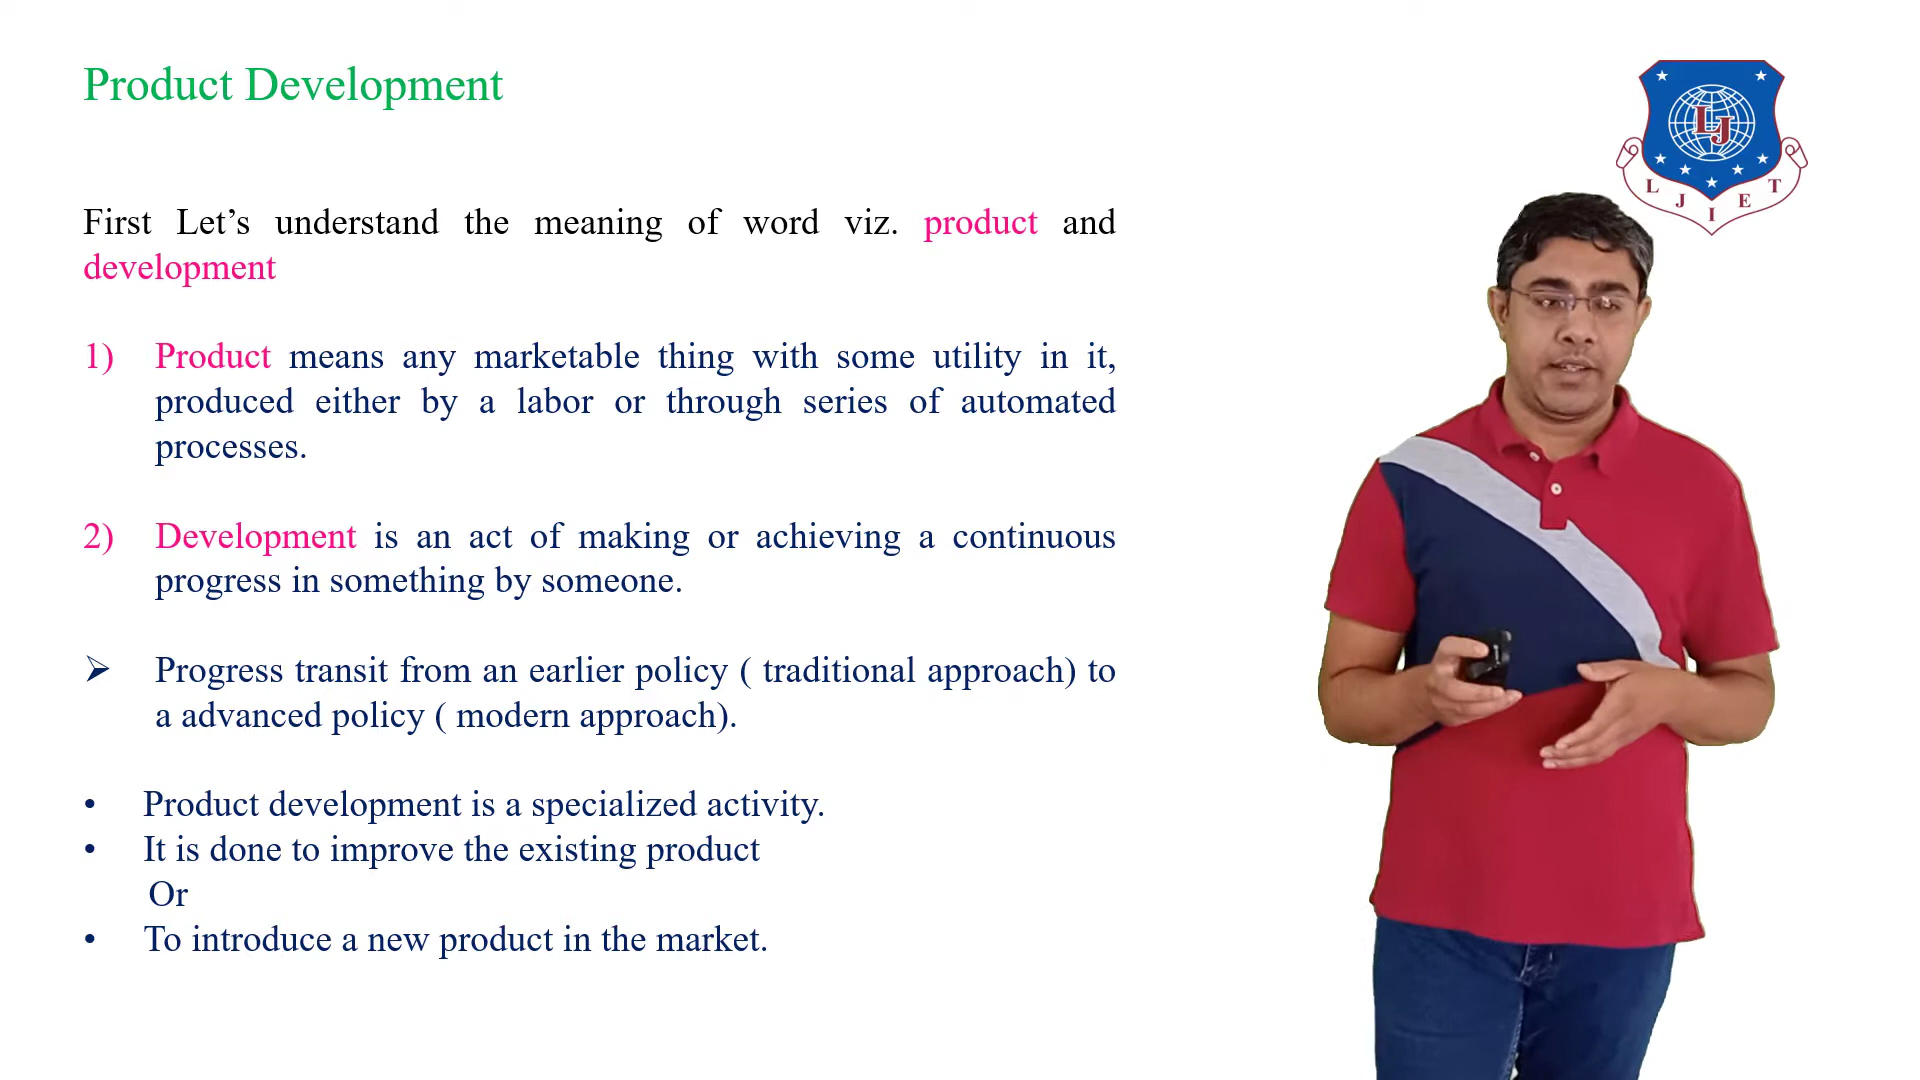 Product Development
First Let’s understand the meaning of word viz. product and
development
1) Product means any marketable thing with some utility in it,
produced either by a labor or through series of automated
processes.
2) Development is an act of making or achieving a continuous
progress in something by someone.
➢ Progress transit from an earlier policy ( traditional approach) to
a advanced policy ( modern approach).
• Product development is a specialized activity.
• It is done to improve the existing product
Or
• To introduce a new product in the market.
LJ
L J I E T